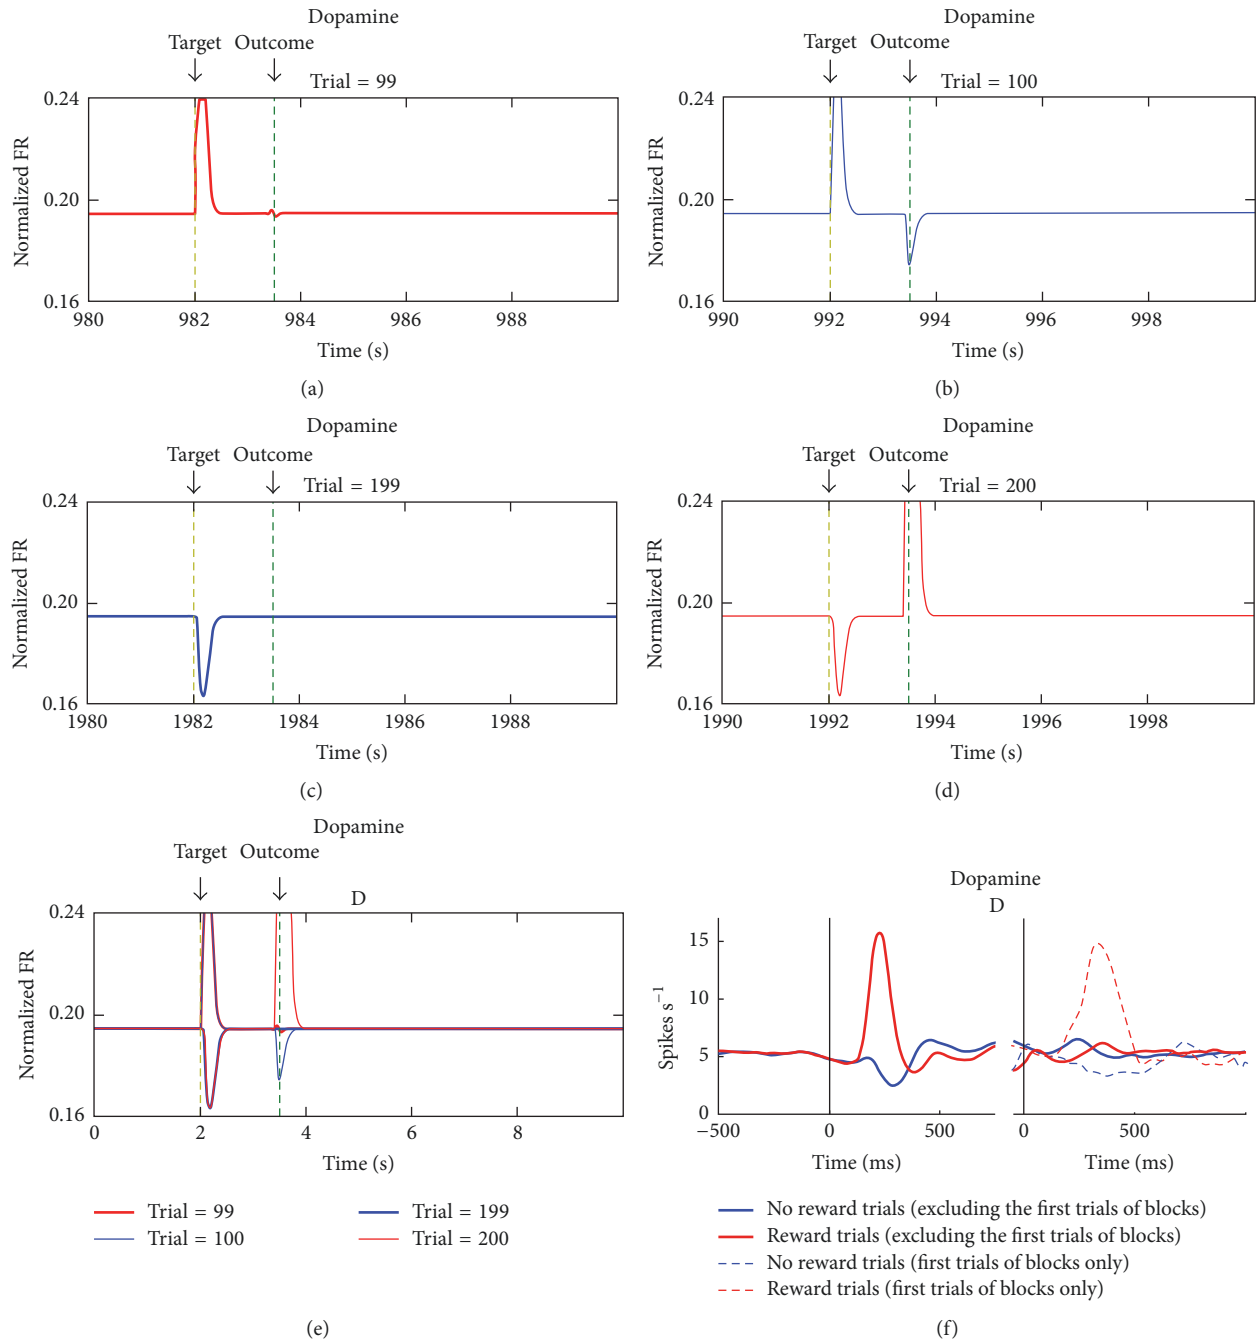 Dopamine
Target Outcome
Trial = 99
0.24
0.20
0.16
Normalized FR
980 982 984 986 988
Time (s)
(a)
Dopamine
Target Outcome
Trial = 100
0.24
0.20
0.16
Normalized FR
990 992 994 996 998
Time (s)
(b)
Dopamine
Target Outcome
Trial = 199
0.24
0.20
0.16
Normalized FR
1980 1982 1984 1986 1988
Time (s)
(c)
Dopamine
Target Outcome
Trial = 200
0.24
0.20
0.16
Normalized FR
1990 1992 1994 1996 1998
Time (s)
(d)
Dopamine
Target Outcome
D
0.24
0.20
0.16
Normalized FR
0 2 4 6 8
Time (s)
Trial = 99 Trial = 199
Trial = 100 Trial = 200
(e)
Dopamine
D
15
10
5
0
Spikes s⁻¹
−500 0 500 0 500
Time (ms) Time (ms)
No reward trials (excluding the first trials of blocks)
Reward trials (excluding the first trials of blocks)
No reward trials (first trials of blocks only)
Reward trials (first trials of blocks only)
(f)